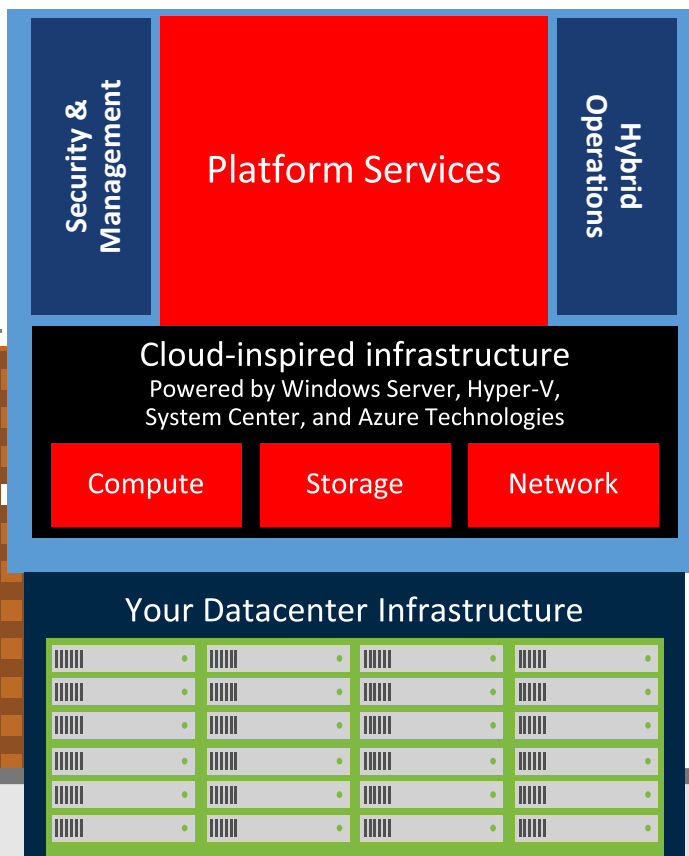 Security &
Management
Platform Services
Hybrid
Operations
Cloud-inspired infrastructure
Powered by Windows Server, Hyper-V,
System Center, and Azure Technologies
Compute
Storage
Network
Your Datacenter Infrastructure